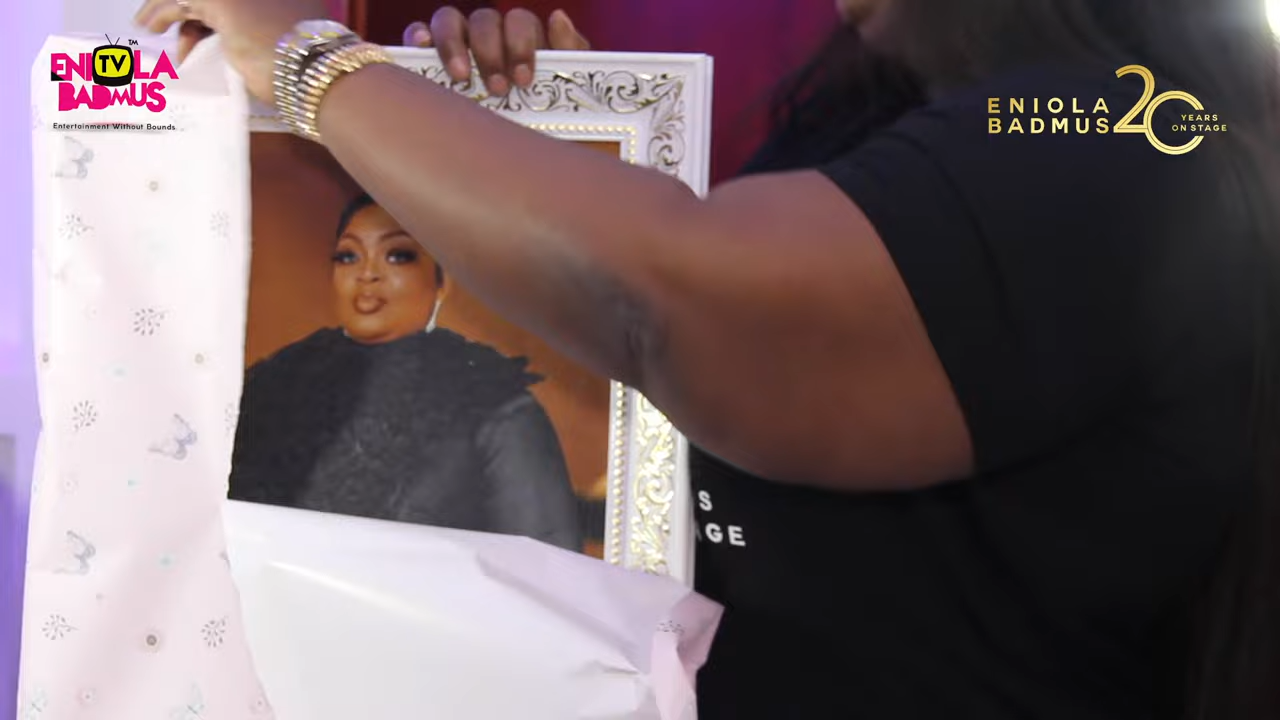 ENIOLA
TV
BADMUS
TM
Entertainment Without Bounds
ENIOLA
BADMUS
20
YEARS
ON STAGE
S
AGE